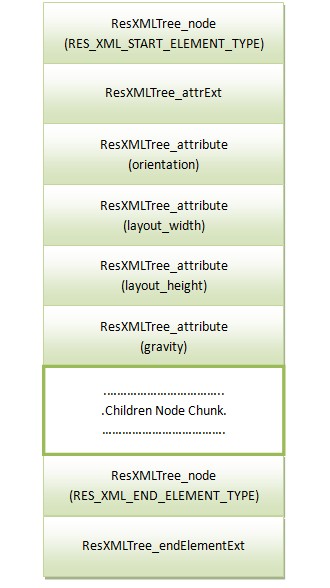 ResXMLTree_node
(RES_XML_START_ELEMENT_TYPE)
ResXMLTree_attrExt
ResXMLTree_attribute
(orientation)
ResXMLTree_attribute
(layout_width)
ResXMLTree_attribute
(layout_height)
ResXMLTree_attribute
(gravity)
……………………………..
.Children Node Chunk.
……………………………….
ResXMLTree_node
(RES_XML_END_ELEMENT_TYPE)
ResXMLTree_endElementExt